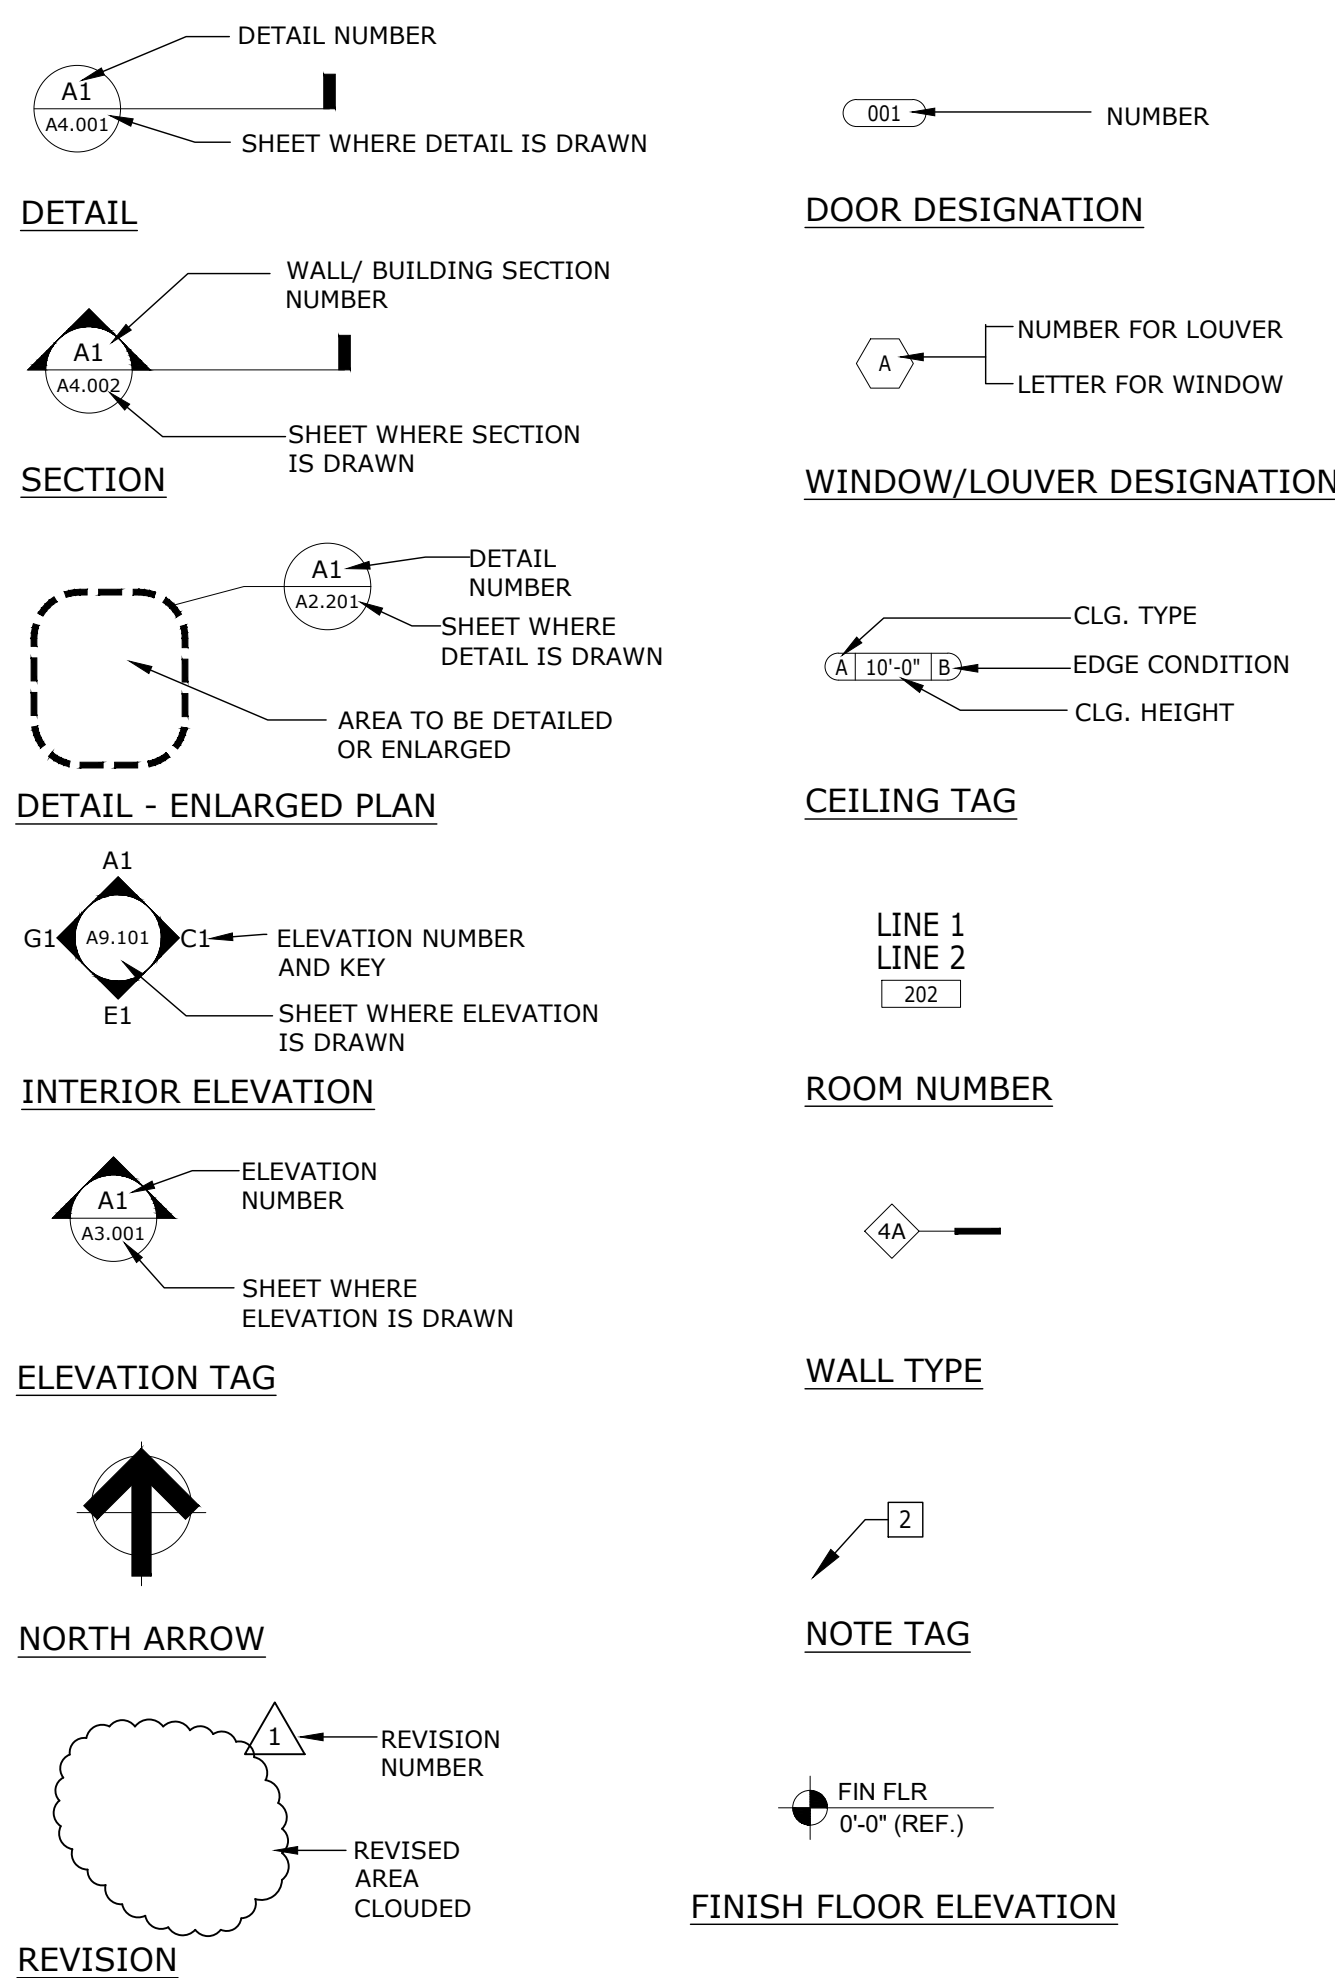 DETAIL NUMBER
A1
A4.001
SHEET WHERE DETAIL IS DRAWN
DETAIL
WALL/ BUILDING SECTION
NUMBER
A1
A4.002
SHEET WHERE SECTION
IS DRAWN
SECTION
A1
A2.201
DETAIL
NUMBER
SHEET WHERE
DETAIL IS DRAWN
AREA TO BE DETAILED
OR ENLARGED
DETAIL - ENLARGED PLAN
A1
G1
A9.101
C1
E1
ELEVATION NUMBER
AND KEY
SHEET WHERE ELEVATION
IS DRAWN
INTERIOR ELEVATION
A1
A3.001
ELEVATION
NUMBER
SHEET WHERE
ELEVATION IS DRAWN
ELEVATION TAG
NORTH ARROW
1
REVISION
NUMBER
REVISED
AREA
CLOUDED
REVISION
001
NUMBER
DOOR DESIGNATION
A
NUMBER FOR LOUVER
LETTER FOR WINDOW
WINDOW/LOUVER DESIGNATION
CLG. TYPE
A 10'-0" B
EDGE CONDITION
CLG. HEIGHT
CEILING TAG
LINE 1
LINE 2
202
ROOM NUMBER
4A
WALL TYPE
2
NOTE TAG
FIN FLR
0'-0" (REF.)
FINISH FLOOR ELEVATION